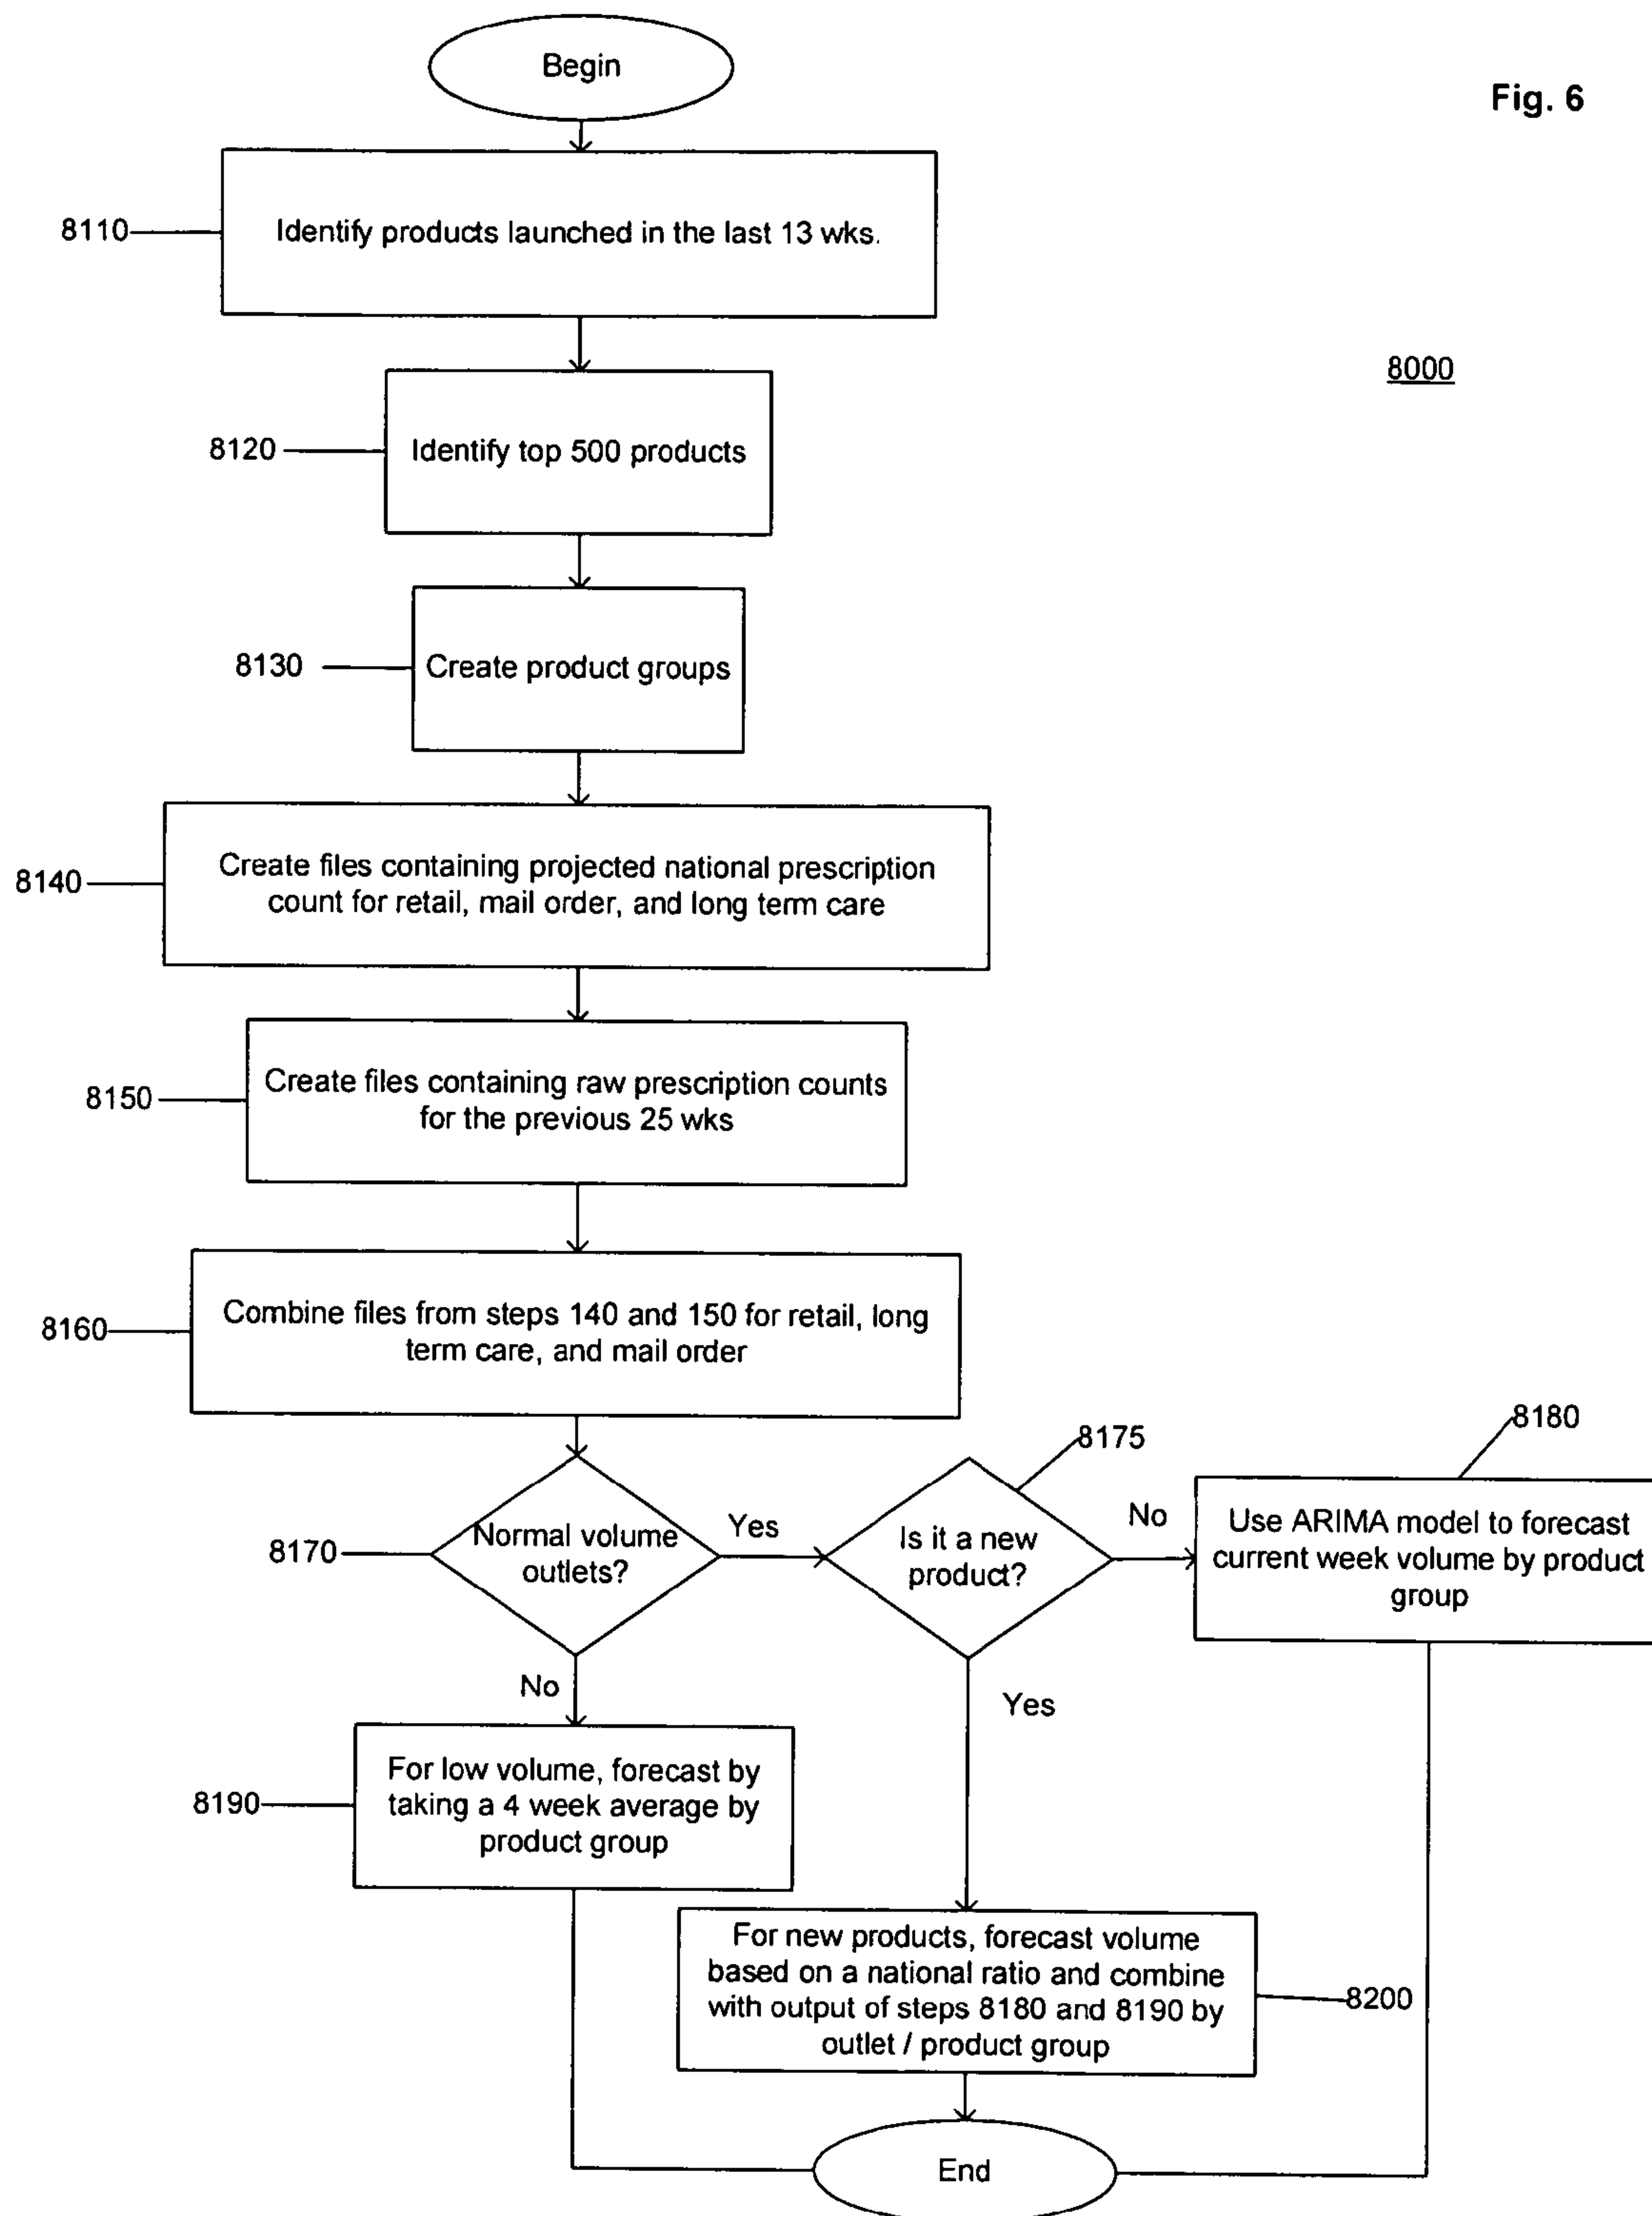 Begin
Fig. 6
8110
Identify products launched in the last 13 wks.
8000
8120
Identify top 500 products
8130
Create product groups
8140
Create files containing projected national prescription
count for retail, mail order, and long term care
8150
Create files containing raw prescription counts
for the previous 25 wks
8160
Combine files from steps 140 and 150 for retail, long
term care, and mail order
8170
Normal volume
outlets?
Yes
8175
Is it a new
product?
No
8180
Use ARIMA model to forecast
current week volume by product
group
No
Yes
8190
For low volume, forecast by
taking a 4 week average by
product group
For new products, forecast volume
based on a national ratio and combine
with output of steps 8180 and 8190 by
outlet / product group
8200
End